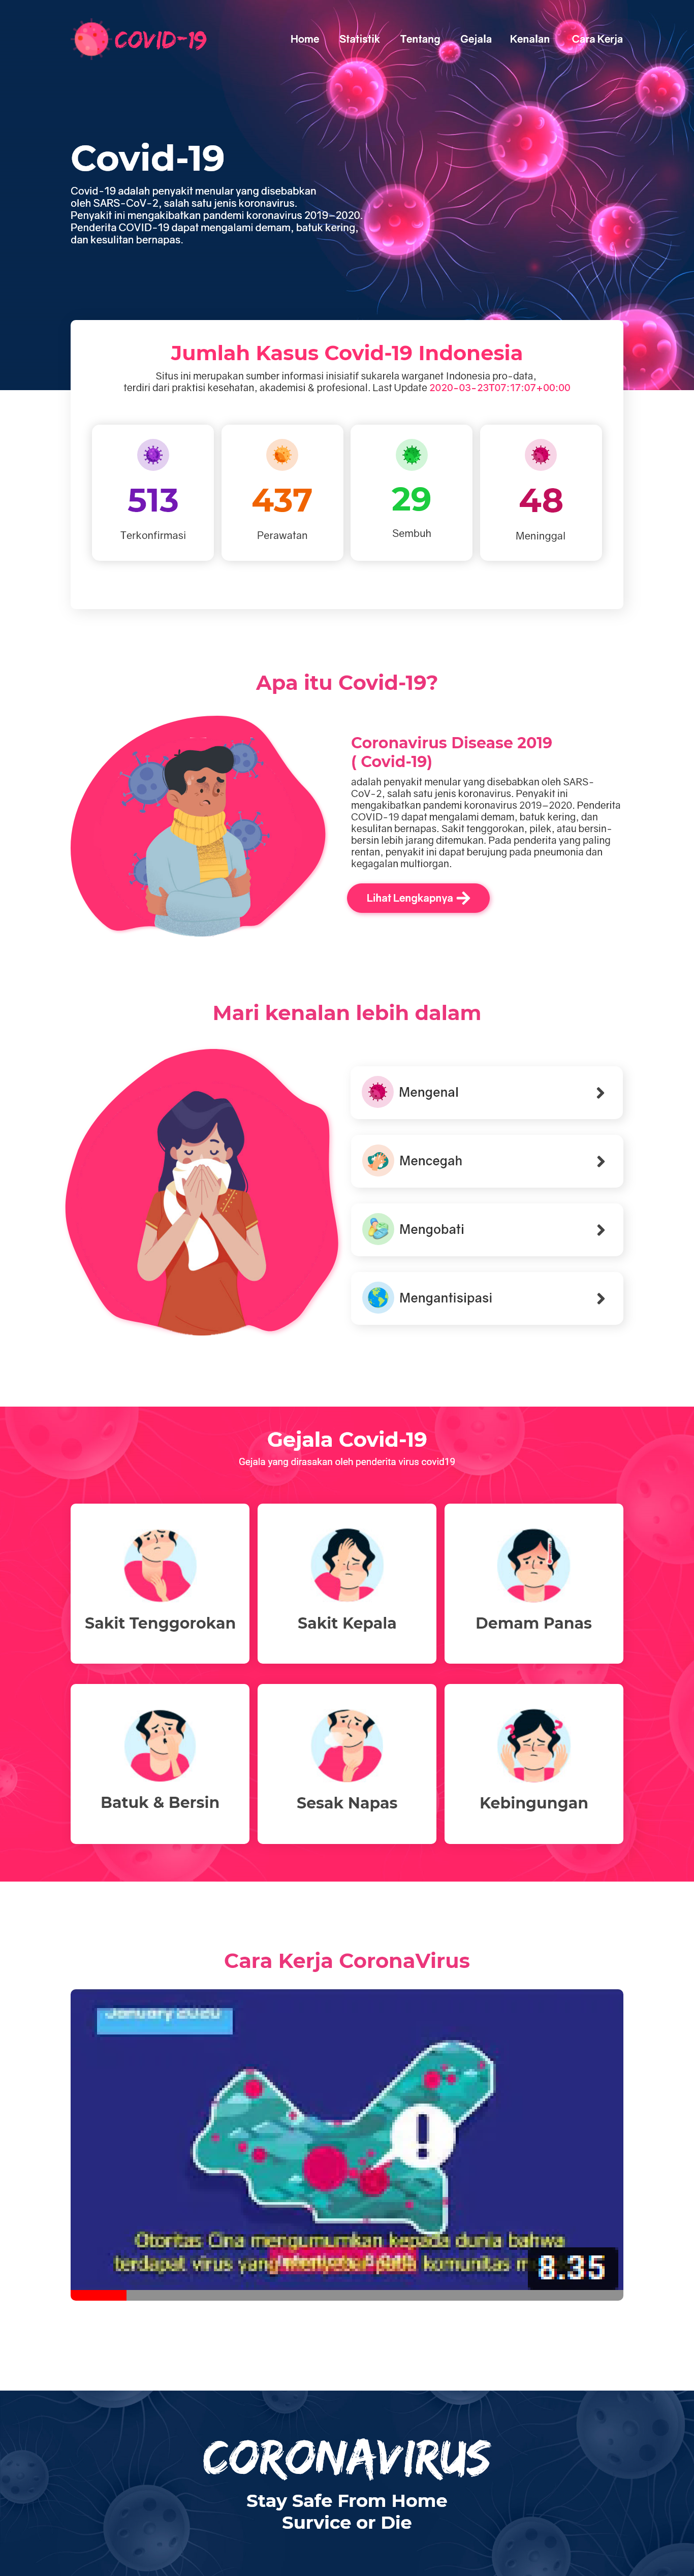 COVID-19
Home Statistik Tentang Gejala Kenalan Cara Kerja
Covid-19
Covid-19 adalah penyakit menular yang disebabkan
oleh SARS-CoV-2, salah satu jenis koronavirus.
Penyakit ini mengakibatkan pandemi koronavirus 2019–2020.
Penderita COVID-19 dapat mengalami demam, batuk kering,
dan kesulitan bernapas.
Jumlah Kasus Covid-19 Indonesia
Situs ini merupakan sumber informasi inisiatif sukarela warganet Indonesia pro-data,
terdiri dari praktisi kesehatan, akademisi & profesional. Last Update 2020-03-23T07:17:07+00:00
513
Terkonfirmasi
437
Perawatan
29
Sembuh
48
Meninggal
Apa itu Covid-19?
Coronavirus Disease 2019
( Covid-19)
adalah penyakit menular yang disebabkan oleh SARS-
CoV-2, salah satu jenis koronavirus. Penyakit ini
mengakibatkan pandemi koronavirus 2019–2020. Penderita
COVID-19 dapat mengalami demam, batuk kering, dan
kesulitan bernapas. Sakit tenggorokan, pilek, atau bersin-
bersin lebih jarang ditemukan. Pada penderita yang paling
rentan, penyakit ini dapat berujung pada pneumonia dan
kegagalan multiorgan.
Lihat Lengkapnya
Mari kenalan lebih dalam
Mengenal
Mencegah
Mengobati
Mengantisipasi
Gejala Covid-19
Gejala yang dirasakan oleh penderita virus covid19
Sakit Tenggorokan
Sakit Kepala
Demam Panas
Batuk & Bersin
Sesak Napas
Kebingungan
Cara Kerja CoronaVirus
January 2020
!
Otoritas Cina mengumumkan kepada dunia bahwa
terdapat virus yang menyebar pada komunitas
8.35
CORONAVIRUS
Stay Safe From Home
Survice or Die